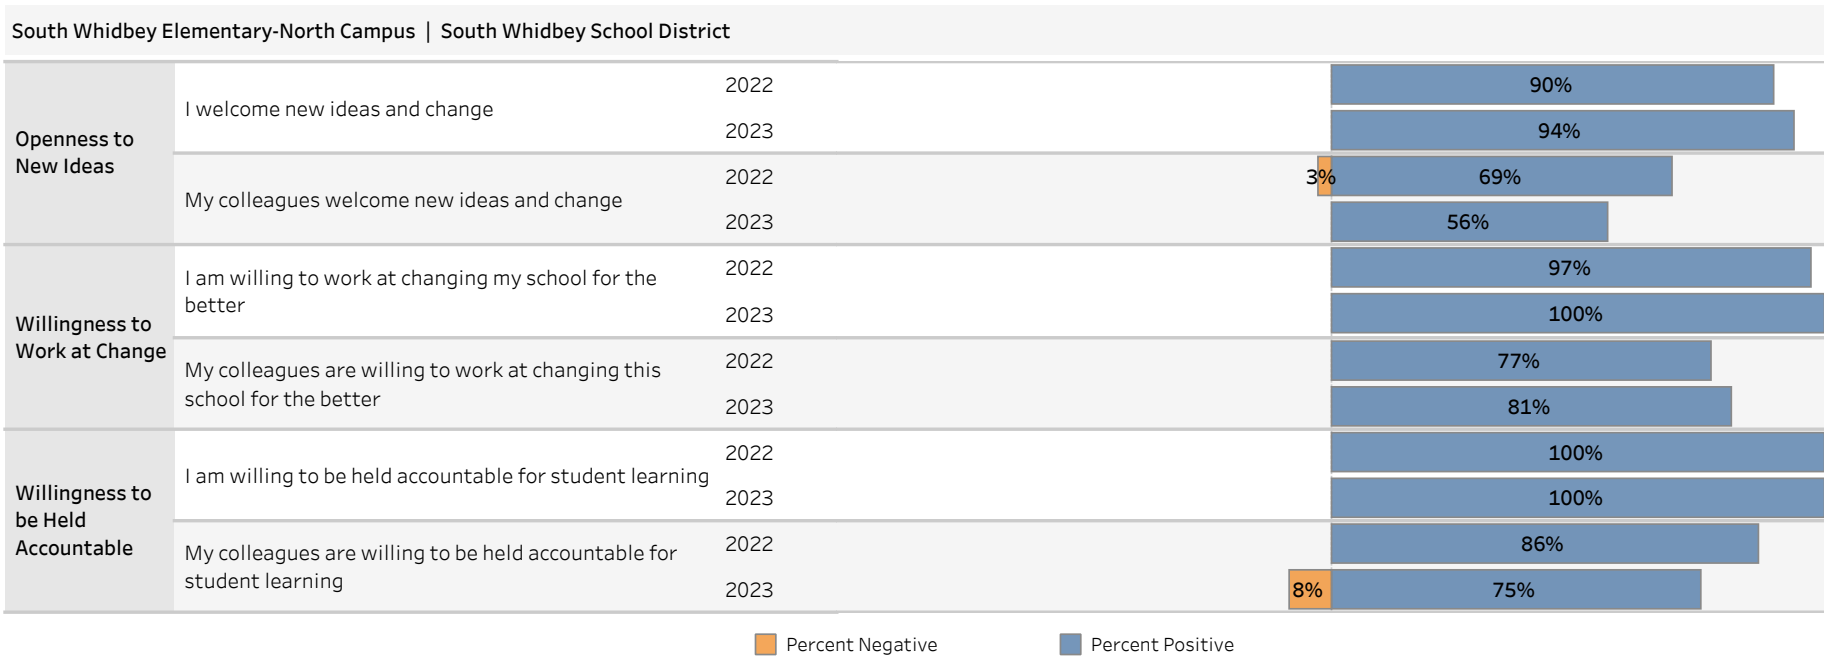 South Whidbey Elementary-North Campus | South Whidbey School District
Openness to
New Ideas
I welcome new ideas and change
2022
90%
2023
94%
My colleagues welcome new ideas and change
2022
3%
69%
2023
56%
Willingness to
Work at Change
I am willing to work at changing my school for the
better
2022
97%
2023
100%
My colleagues are willing to work at changing this
school for the better
2022
77%
2023
81%
Willingness to
be Held
Accountable
I am willing to be held accountable for student learning
2022
100%
2023
100%
My colleagues are willing to be held accountable for
student learning
2022
86%
2023
8%
75%
Percent Negative
Percent Positive